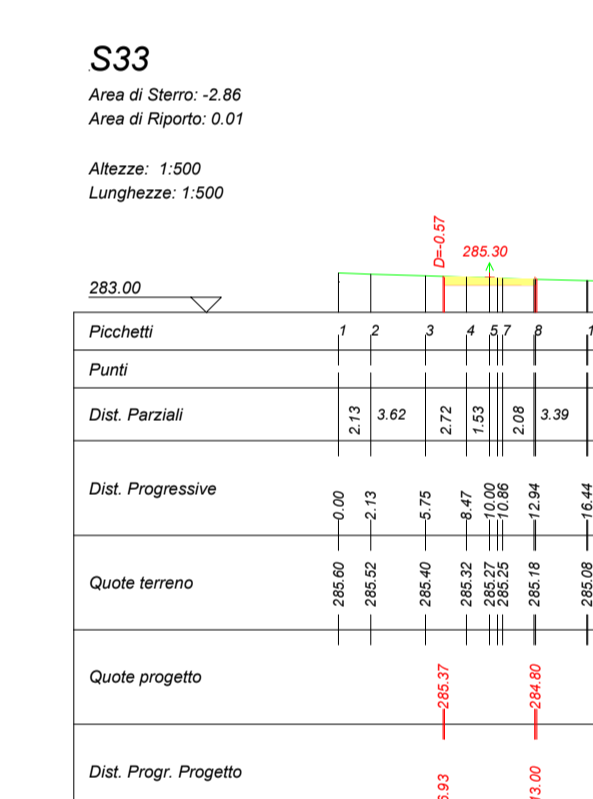 S33
Area di Sterro: -2.86
Area di Riporto: 0.01
Altezze: 1:500
Lunghezze: 1:500
D=-0.57
285.30
283.00
Picchetti 1 2 3 4 5 7 8 1
Punti
Dist. Parziali 2.13 3.62 2.72 1.53 2.08 3.39
Dist. Progressive 0.00 2.13 5.75 8.47 10.00 10.86 12.94 16.44
Quote terreno 285.60 285.52 285.40 285.32 285.27 285.25 285.18 285.08
Quote progetto 285.37 284.80
Dist. Progr. Progetto .93 13.00